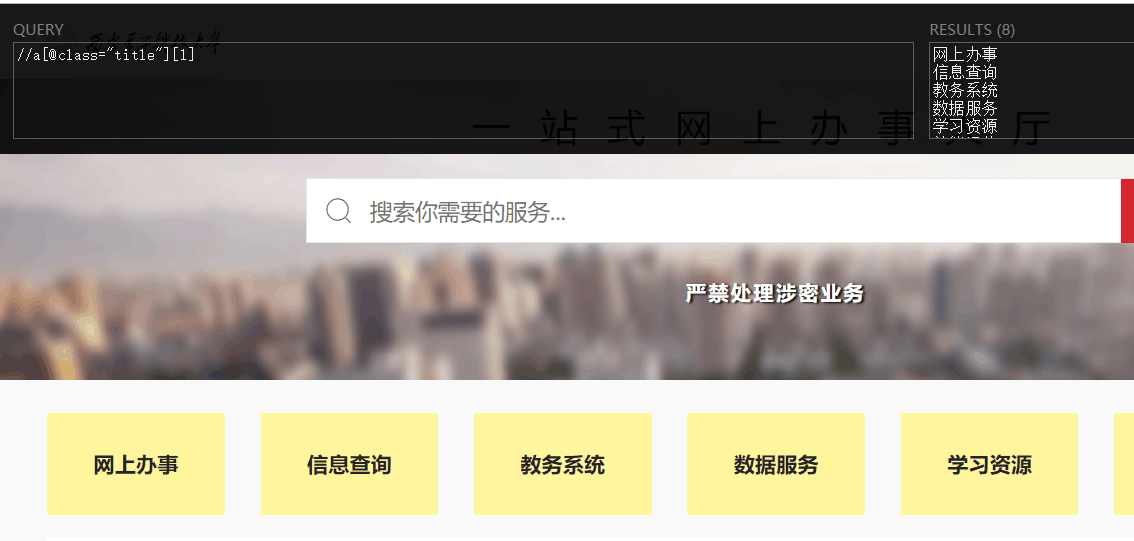 QUERY
RESULTS (8)
//a[@class="title"][1]
网上办事
信息查询
教务系统
数据服务
学习资源
一站式网上办事大厅
搜索你需要的服务...
严禁处理涉密业务
网上办事
信息查询
教务系统
数据服务
学习资源